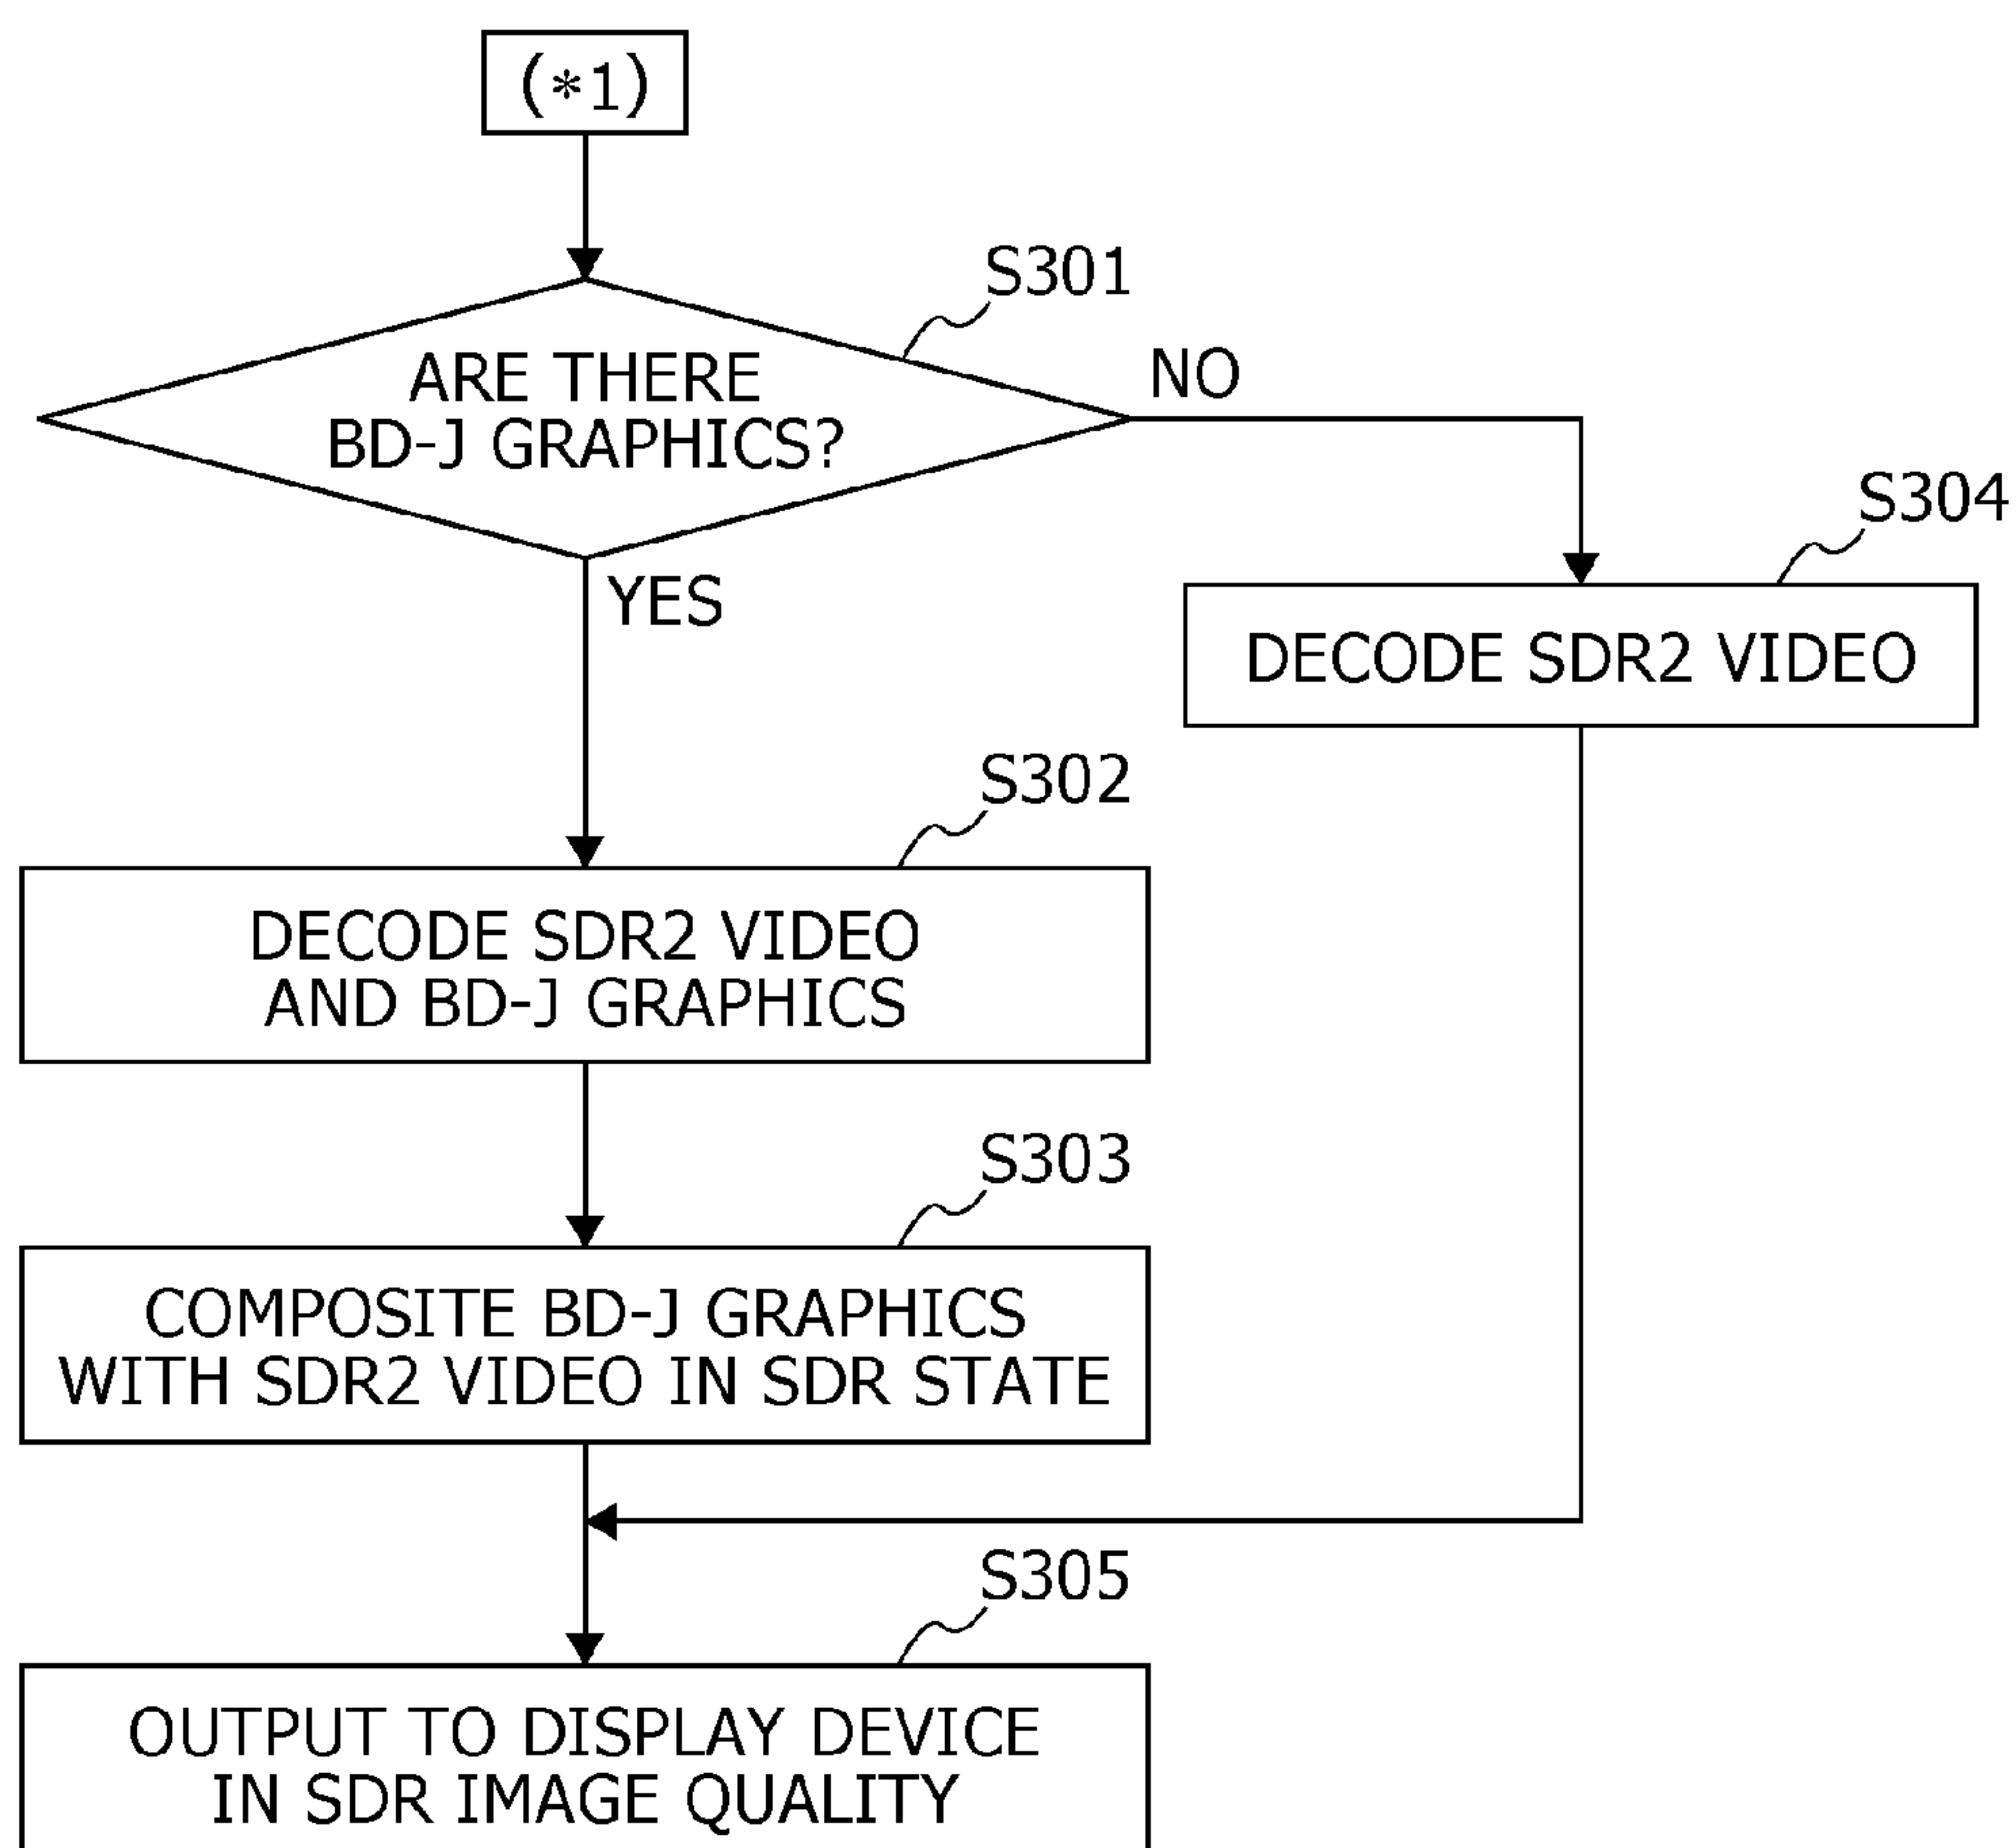 (*1)
S301
ARE THERE
BD-J GRAPHICS?
NO
YES
S304
DECODE SDR2 VIDEO
S302
DECODE SDR2 VIDEO
AND BD-J GRAPHICS
S303
COMPOSITE BD-J GRAPHICS
WITH SDR2 VIDEO IN SDR STATE
S305
OUTPUT TO DISPLAY DEVICE
IN SDR IMAGE QUALITY